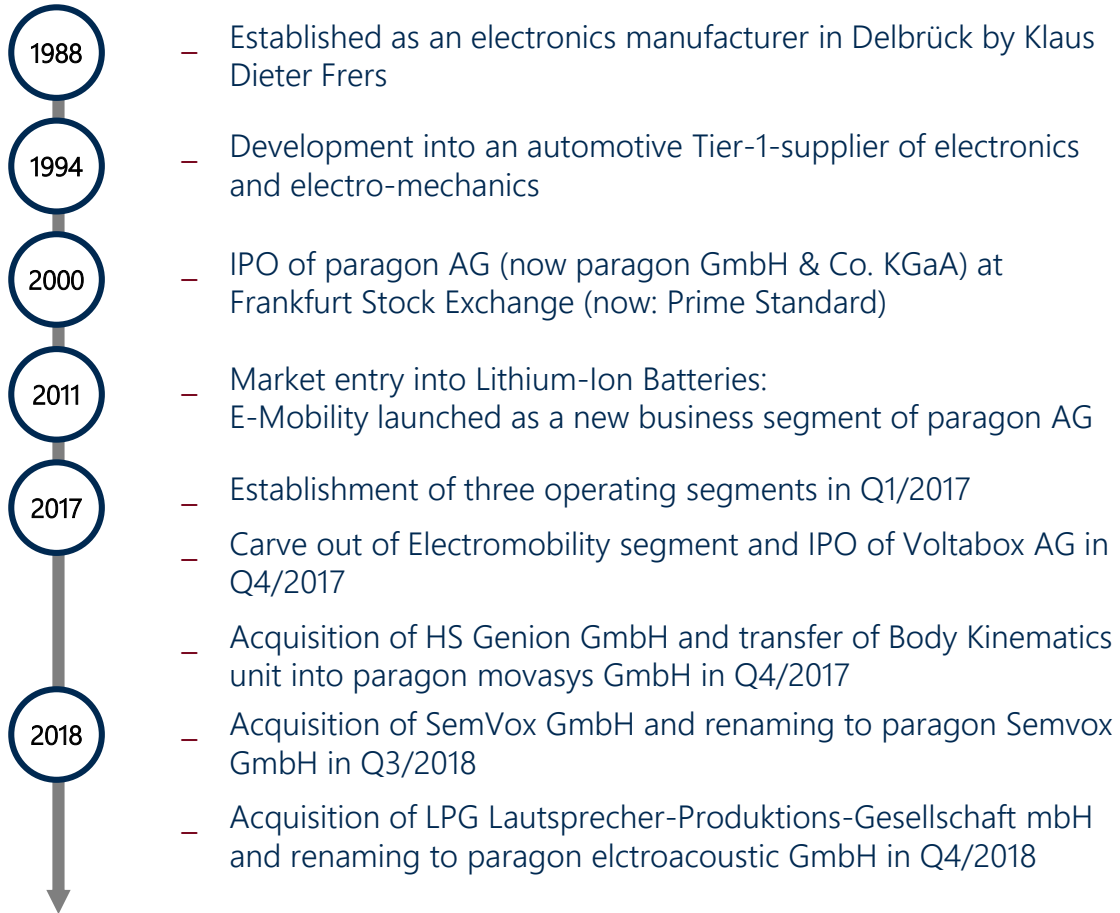 1988
– Established as an electronics manufacturer in Delbrück by Klaus
Dieter Frers
1994
– Development into an automotive Tier-1-supplier of electronics
and electro-mechanics
2000
– IPO of paragon AG (now paragon GmbH & Co. KGaA) at
Frankfurt Stock Exchange (now: Prime Standard)
2011
– Market entry into Lithium-Ion Batteries:
E-Mobility launched as a new business segment of paragon AG
2017
– Establishment of three operating segments in Q1/2017
– Carve out of Electromobility segment and IPO of Voltabox AG in
Q4/2017
– Acquisition of HS Genion GmbH and transfer of Body Kinematics
unit into paragon movasys GmbH in Q4/2017
2018
– Acquisition of SemVox GmbH and renaming to paragon Semvox
GmbH in Q3/2018
– Acquisition of LPG Lautsprecher-Produktions-Gesellschaft mbH
and renaming to paragon elctroacoustic GmbH in Q4/2018